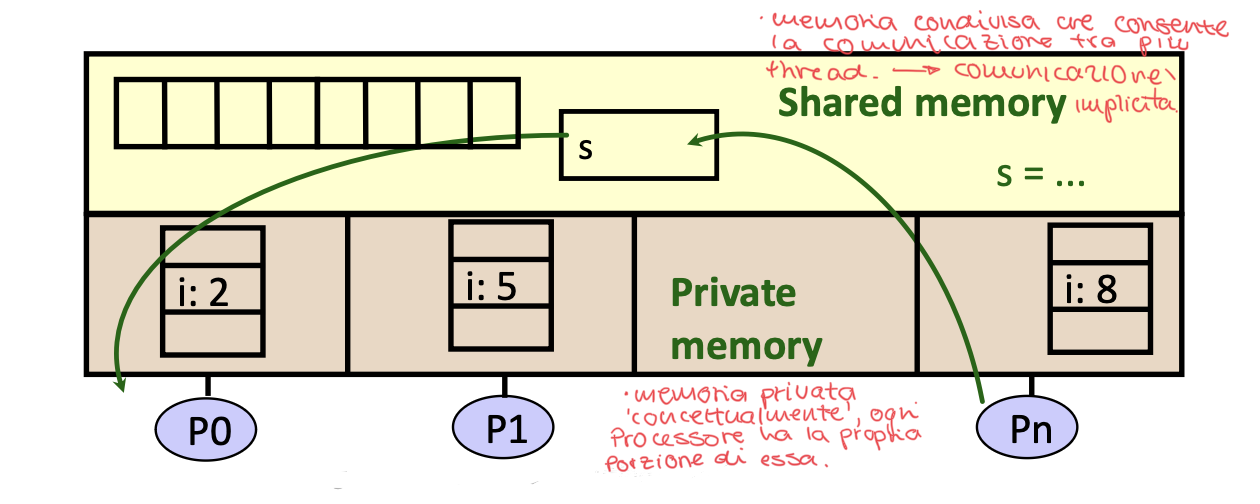 · memoria condivisa che consente
la comunicazione tra più
thread. → comunicazione
Shared memory implicita.
s
s = ...
i: 2
i: 5
i: 8
Private
memory
· memoria privata
'concettualmente', ogni
Processore ha la propria
Porzione di essa.
P0
P1
Pn